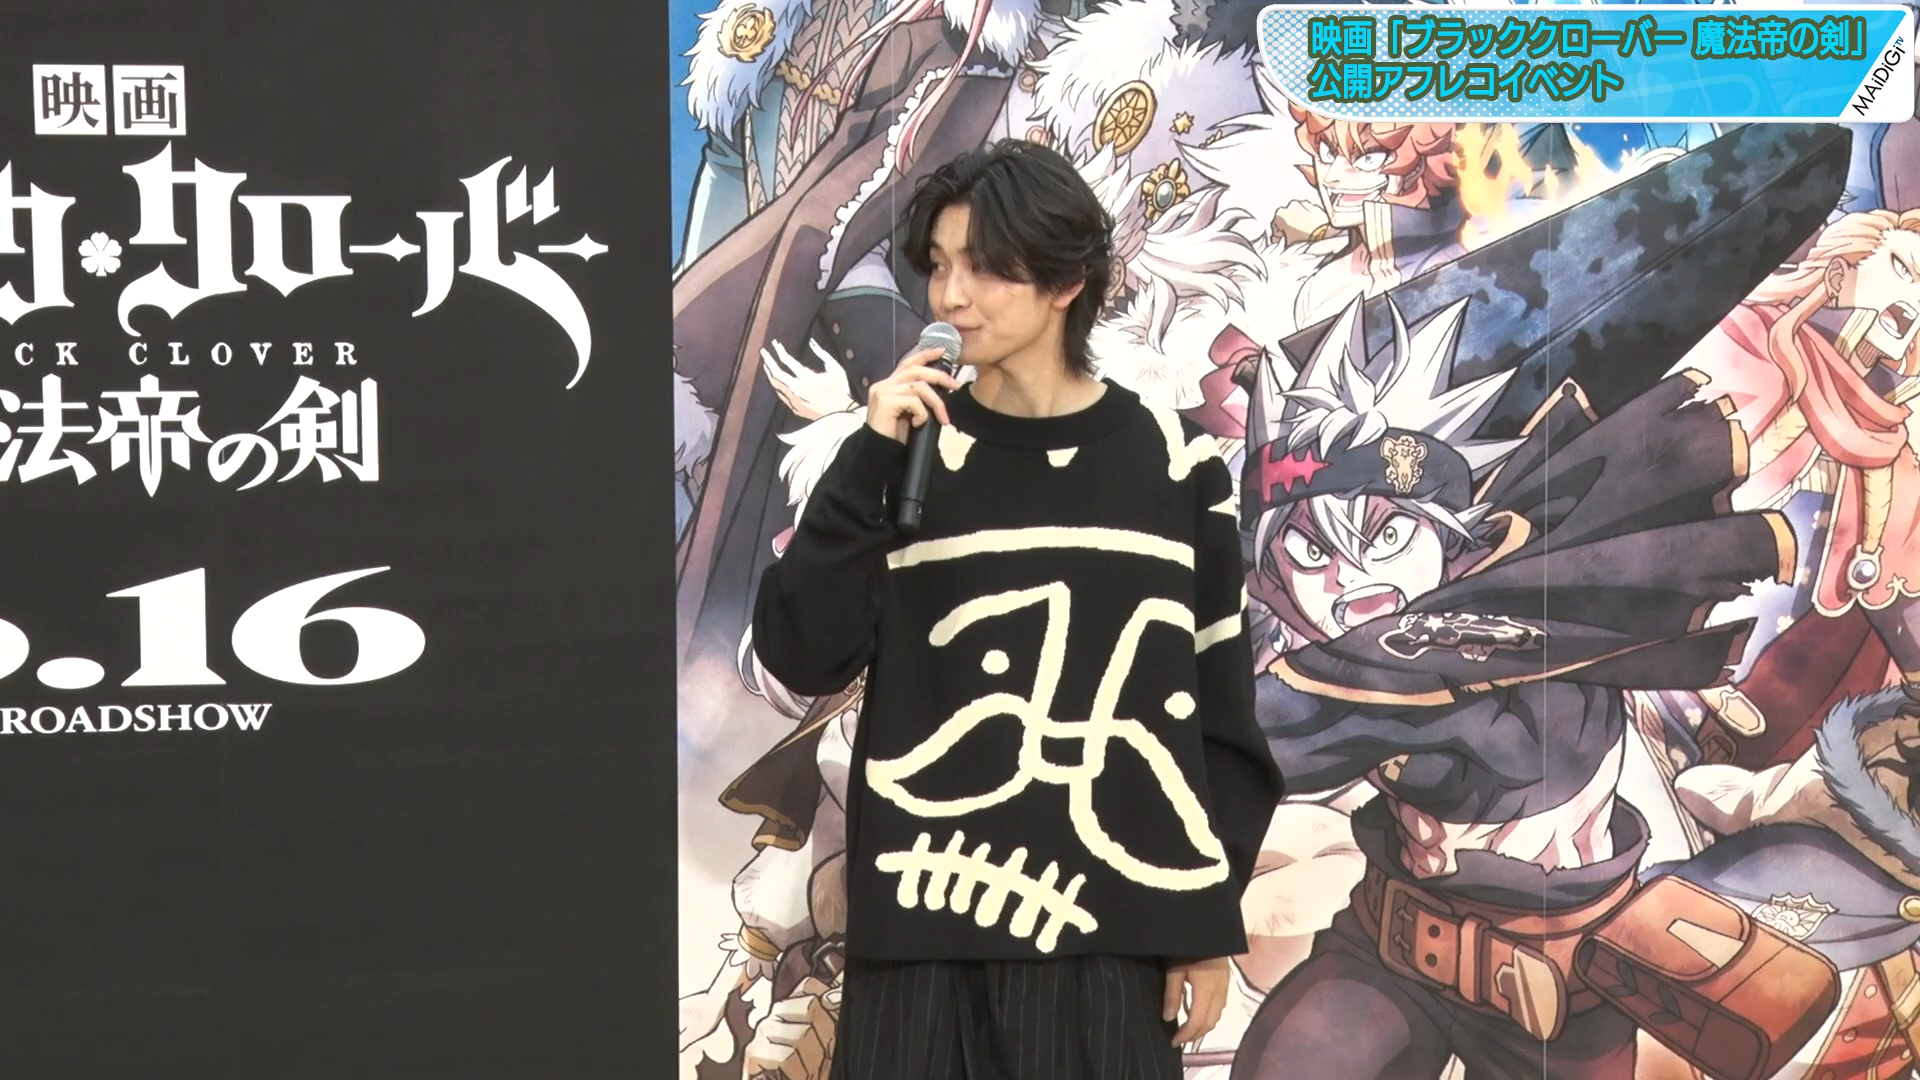 映画「ブラッククローバー 魔法帝の剣」
公開アフレコイベント
MAiDiGiTV
映画
ク・クローバー
CK CLOVER
法帝の剣
.16
ROADSHOW